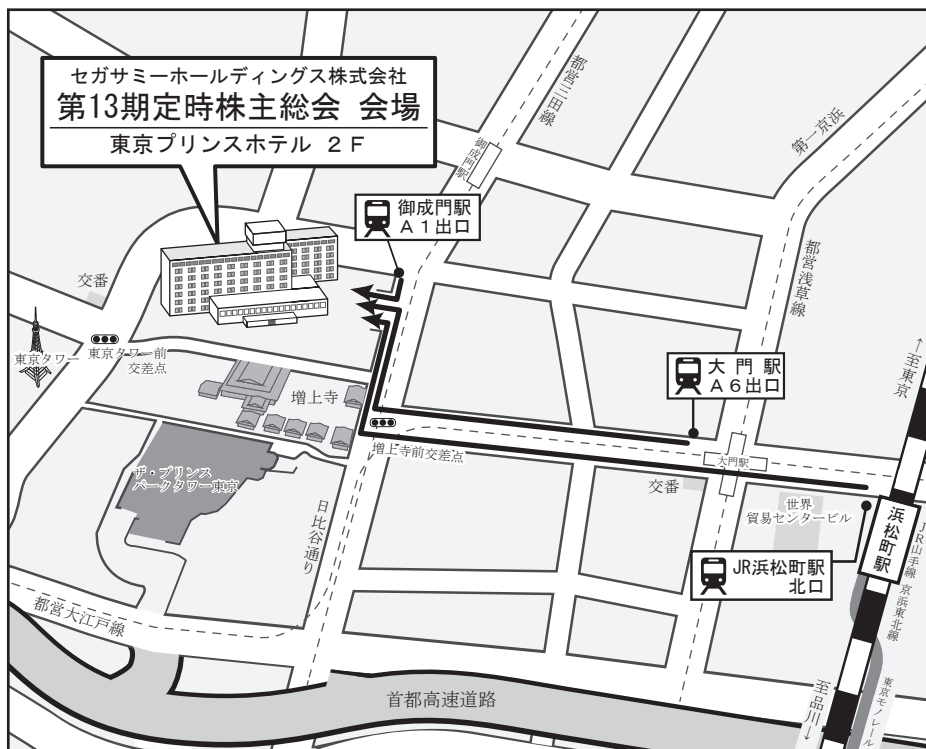 セガサミーホールディングス株式会社
第13期定時株主総会 会場
東京プリンスホテル 2F
都営三田線
御成門駅
第一京浜
御成門駅
A1出口
都営浅草線
交番
東京タワー
東京タワー前
交差点
増上寺
大門駅
A6出口
←至東京
増上寺前交差点
大門駅
交番
世界
貿易センタービル
ザ・プリンス
パークタワー東京
日比谷通り
浜松町駅
JR山手線
京浜東北線
JR浜松町駅
北口
都営大江戸線
首都高速道路
至品川→
東京モノレール